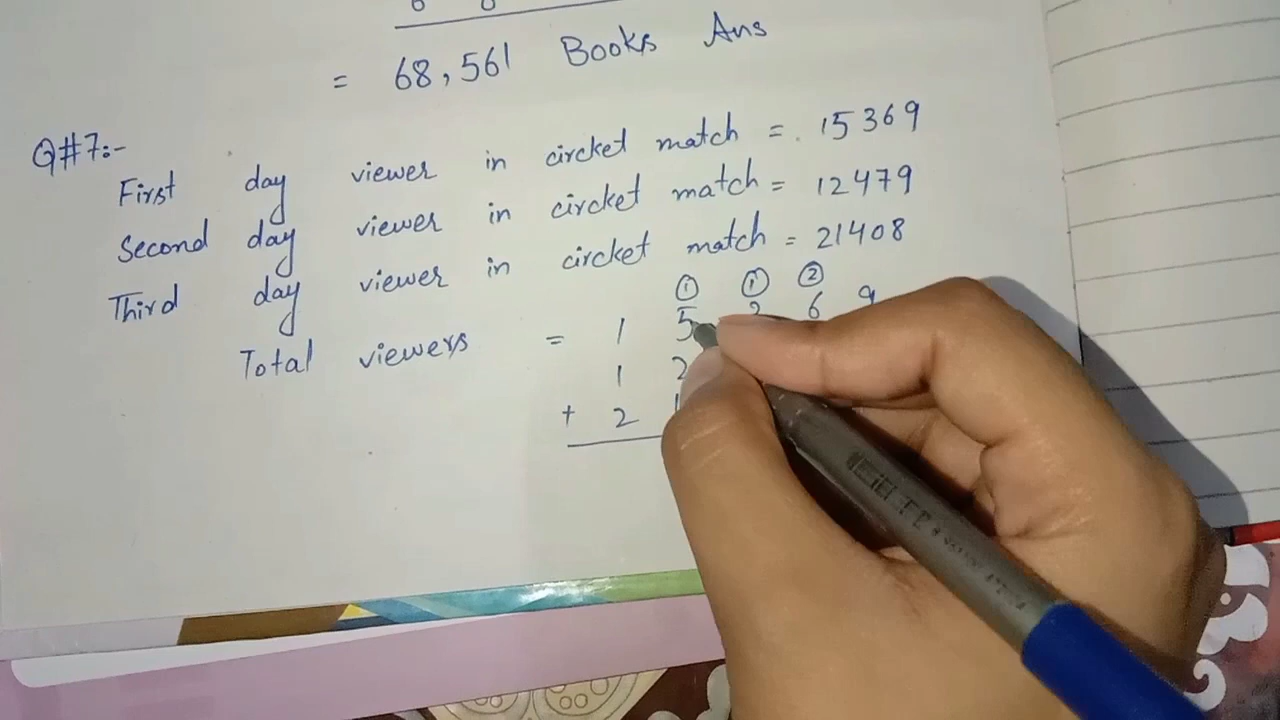 = 68,561 Books Ans
Q#7:-
First day viewer in circket match = 15369
Second day viewer in circket match = 12479
Third day viewer in circket match = 21408
① ① ②
Total viewers = 1 5 3 6 9
1 2
+ 2 1